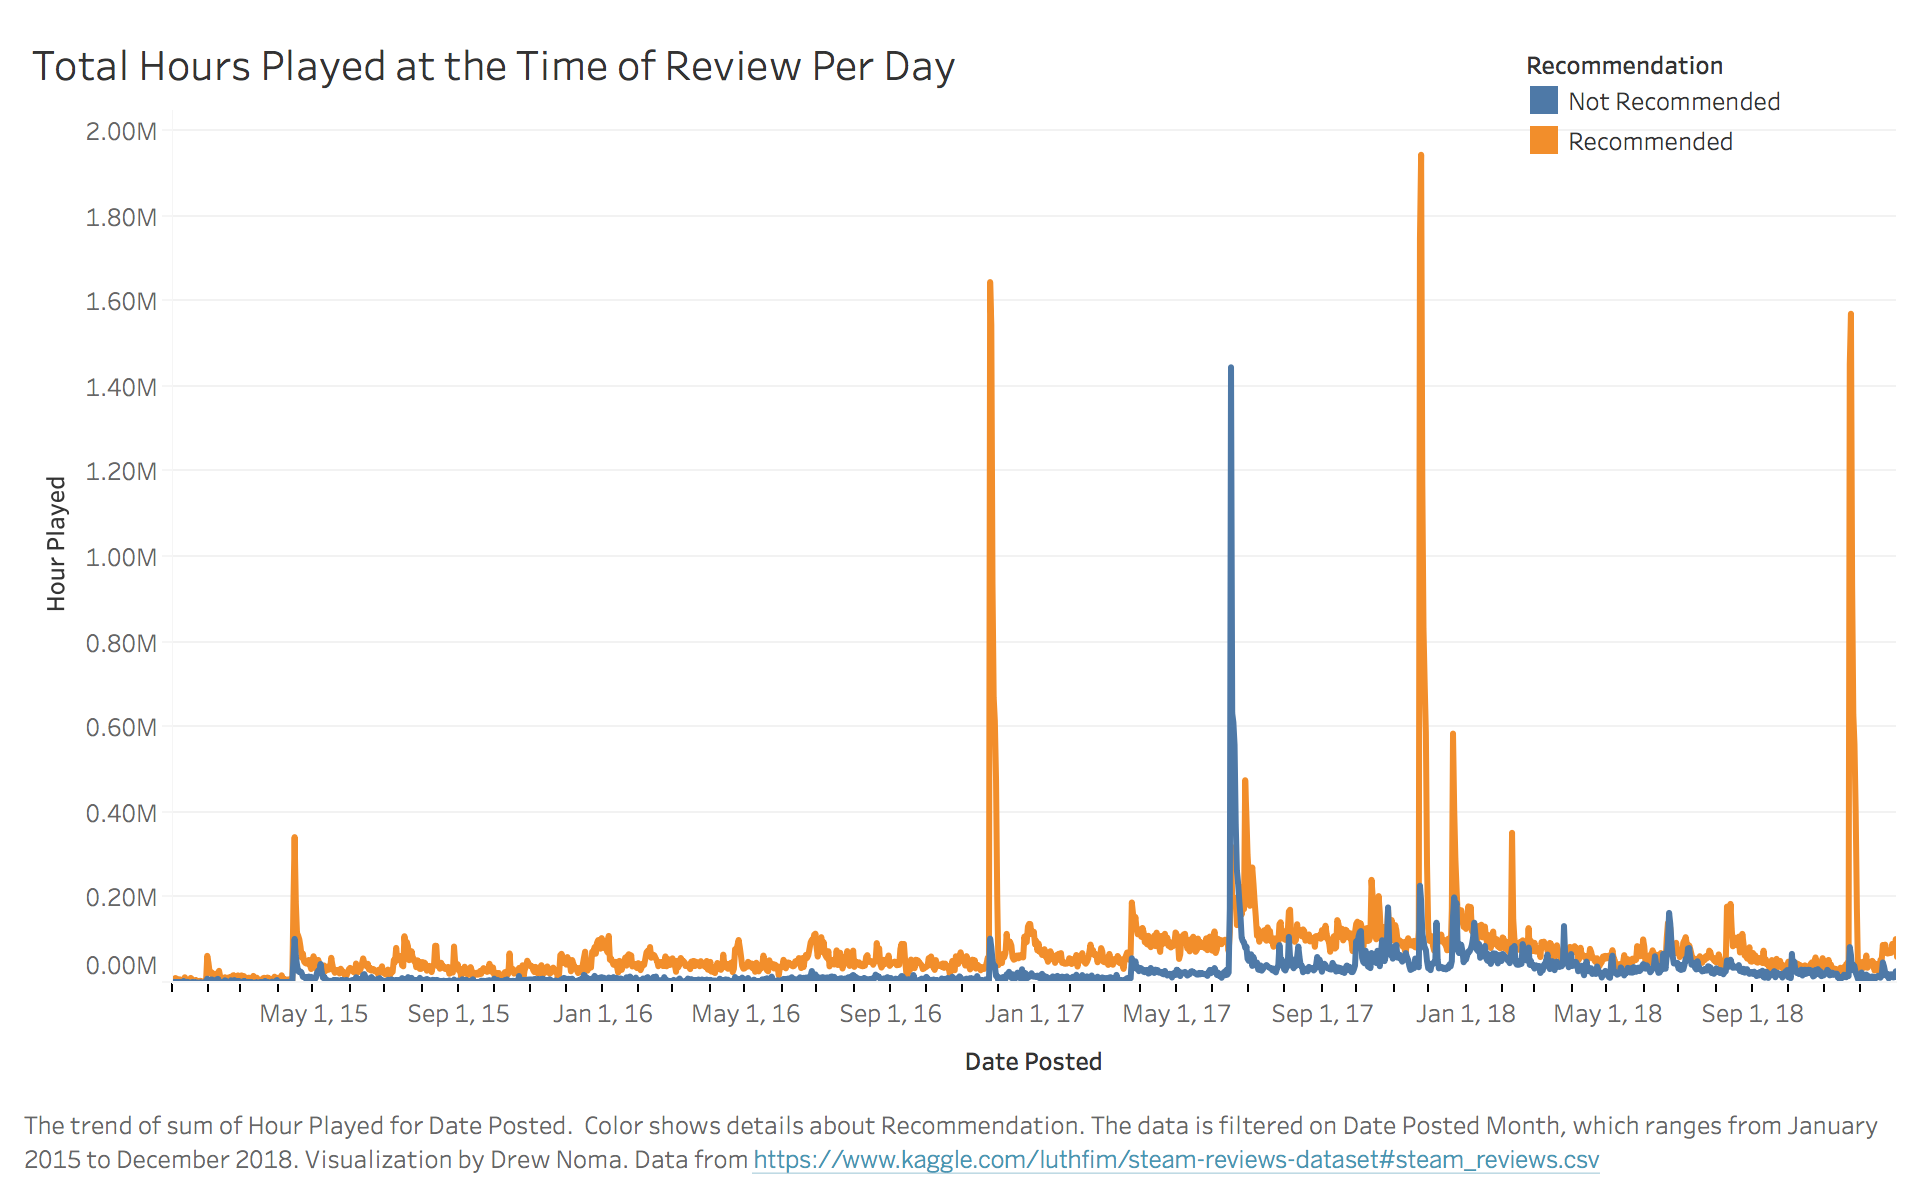 Total Hours Played at the Time of Review Per Day
Recommendation
Not Recommended
Recommended
2.00M
1.80M
1.60M
1.40M
1.20M
1.00M
0.80M
0.60M
0.40M
0.20M
0.00M
Hour Played
May 1, 15
Sep 1, 15
Jan 1, 16
May 1, 16
Sep 1, 16
Jan 1, 17
May 1, 17
Sep 1, 17
Jan 1, 18
May 1, 18
Sep 1, 18
Date Posted
The trend of sum of Hour Played for Date Posted.  Color shows details about Recommendation. The data is filtered on Date Posted Month, which ranges from January
2015 to December 2018. Visualization by Drew Noma. Data from https://www.kaggle.com/luthfim/steam-reviews-dataset#steam_reviews.csv